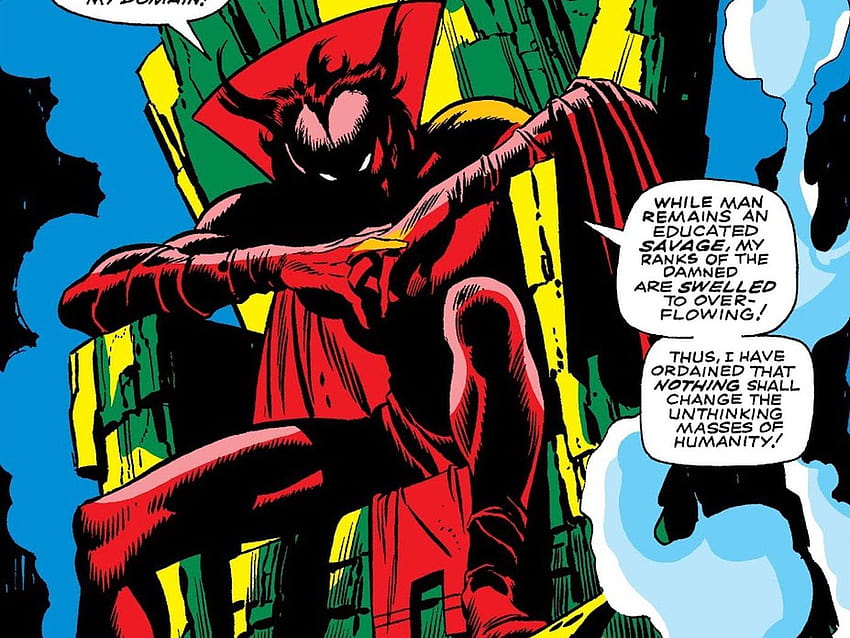 MY DOMAIN!
WHILE MAN
REMAINS AN
EDUCATED
SAVAGE, MY
RANKS OF THE
DAMNED
ARE SWELLED
TO OVER-
FLOWING!
THUS, I HAVE
ORDAINED THAT
NOTHING SHALL
CHANGE THE
UNTHINKING
MASSES OF
HUMANITY!